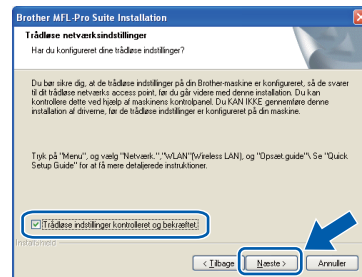 Brother MFL-Pro Suite Installation
Trådløse netværksindstillinger
Har du konfigureret dine trådløse indstillinger?
Du bør sikre dig, at de trådløse indstillinger på din Brother-maskine er konfigureret, så de svarer
til dit trådløse netværks access point, før du går videre med denne installation. Du kan
kontrollere dette ved hjælp af maskinens kontrolpanel. Du KAN IKKE gennemføre denne
installation af driverne, før de trådløse indstillinger er konfigureret på din maskine.
Tryk på "Menu", og vælg "Netværk.","WLAN"(Wireless LAN), og "Opsæt.guide"\ Se "Quick
Setup Guide" for at få mere detaljerede instruktioner.
Trådløse indstillinger kontrolleret og bekræftet.
InstallShield
< Tilbage
Næste >
Annuller